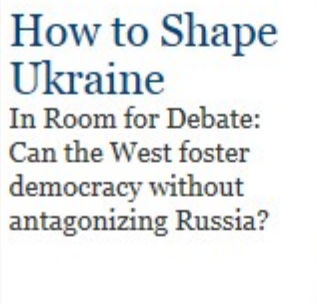 How to Shape
Ukraine
In Room for Debate:
Can the West foster
democracy without
antagonizing Russia?